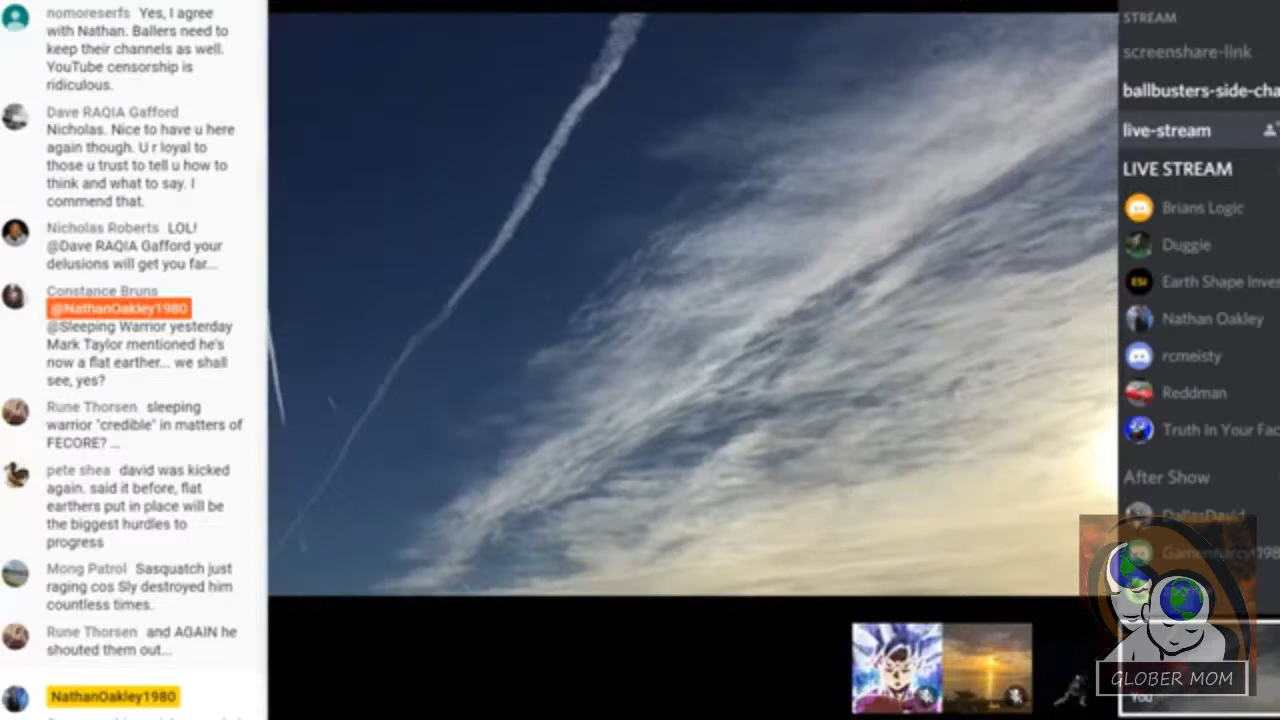 nomoreserfs Yes, I agree
with Nathan. Ballers need to
keep their channels as well.
YouTube censorship is
ridiculous.
Dave RAQIA Gafford
Nicholas. Nice to have u here
again though. U r loyal to
those u trust to tell u how to
think and what to say. I
commend that.
Nicholas Roberts LOL!
@Dave RAQIA Gafford your
delusions will get you far...
Constance Bruns
@NathanOakley1980
@Sleeping Warrior yesterday
Mark Taylor mentioned he's
now a flat earther... we shall
see, yes?
Rune Thorsen sleeping
warrior "credible" in matters of
FECORE? ...
pete shea david was kicked
again. said it before, flat
earthers put in place will be
the biggest hurdles to
progress
Mong Patrol Sasquatch just
raging cos Sly destroyed him
countless times.
Rune Thorsen and AGAIN he
shouted them out...
NathanOakley1980
STREAM
screenshare-link
ballbusters-side-cha
live-stream
LIVE STREAM
Brians Logic
Duggie
ESI
Earth Shape Inves
Nathan Oakley
rcmeisty
Reddman
Truth In Your Fac
After Show
DallasDavid
GLOBER MOM
You